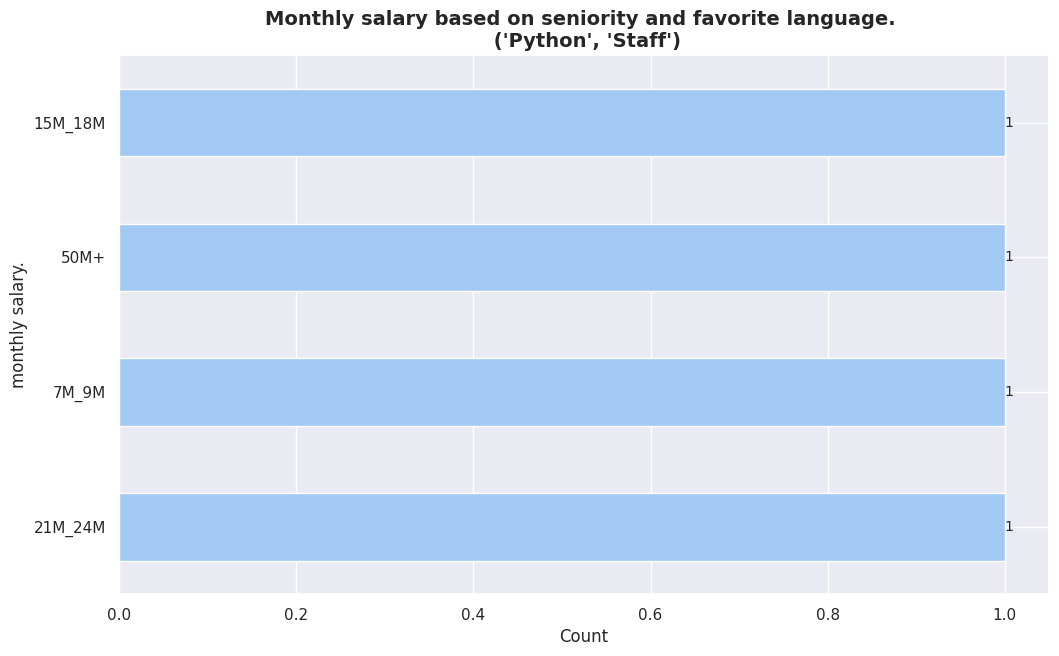 Monthly salary based on seniority and favorite language.
('Python', 'Staff')
monthly salary.
15M_18M
1
50M+
1
7M_9M
1
21M_24M
1
0.0 0.2 0.4 0.6 0.8 1.0
Count